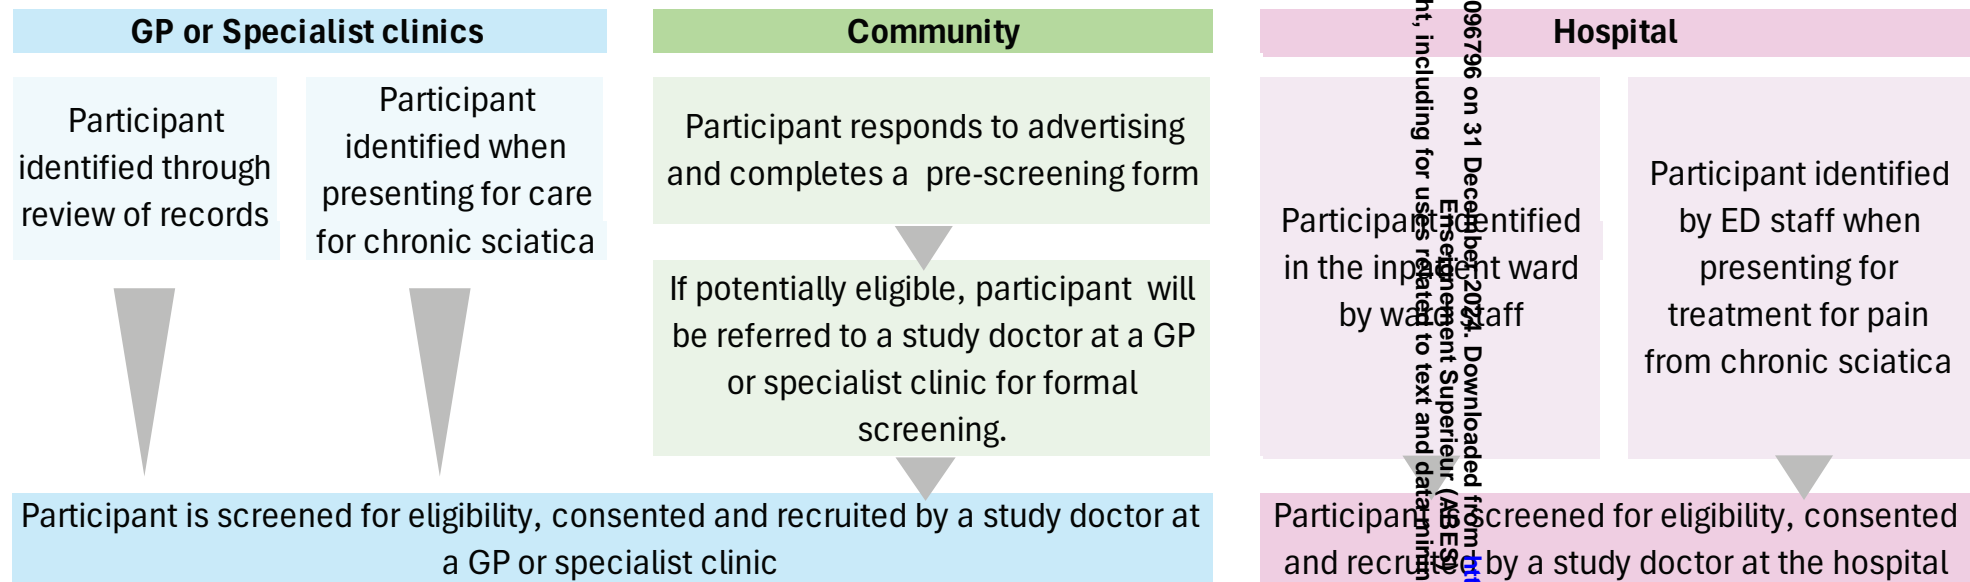 GP or Specialist clinics
Participant
identified through
review of records
Participant
identified when
presenting for care
for chronic sciatica
Community
Participant responds to advertising
and completes a pre-screening form
If potentially eligible, participant will
be referred to a study doctor at a GP
or specialist clinic for formal
screening.
Participant is screened for eligibility, consented and recruited by a study doctor at
a GP or specialist clinic
Hospital
Participant identified
in the inpatient ward
by ward staff
Participant identified
by ED staff when
presenting for
treatment for pain
from chronic sciatica
Participant is screened for eligibility, consented
and recruited by a study doctor at the hospital
096796 on 31 December 2024. Downloaded from htt
Enseignement Superieur (ABES)
ht, including for uses related to text and data minin